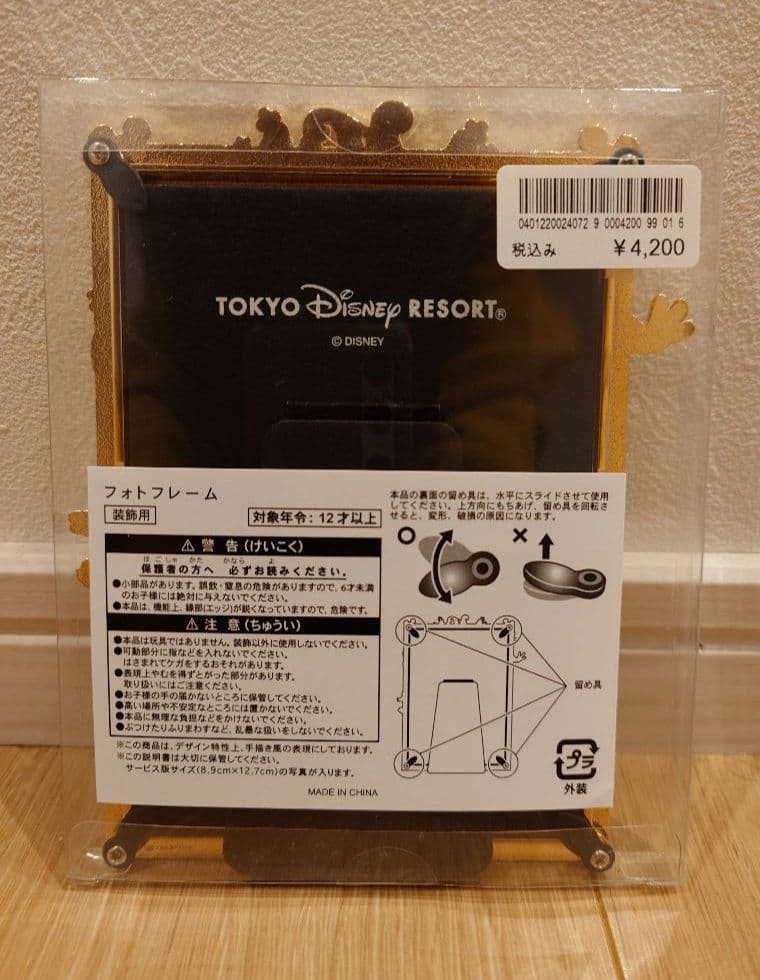 0401220024072 9 0004200 99 01 6
税込み ￥4,200
TOKYO Disney RESORT®
© DISNEY
フォトフレーム
装飾用
対象年令：12才以上
⚠ 警 告（けいこく）
ほ ご しゃ かた かなら よ
保護者の方へ 必ずお読みください。
●小部品があります。誤飲・窒息の危険がありますので、6才未満
のお子様には絶対に与えないでください。
●本品は、機能上、縁部（エッジ）が鋭くなっていますので、危険です。
⚠ 注 意（ちゅうい）
●本品は玩具ではありません。装飾以外に使用しないでください。
●可動部分に指などを入れないでください。
はさまれてケガをするおそれがあります。
●表現上やむを得ずとがった部分があります。
取り扱いにはご注意ください。
●お子様の手の届かないところに保管してください。
●高い場所や不安定なところには置かないでください。
●本品に無理な負担などをかけないでください。
●ぶつけたりふりまわすなど、乱暴な扱いをしないでください。
※この商品は、デザイン特性上、手描き風の表現にしております。
※この説明書は大切に保管してください。
サービス版サイズ（8.9cm×12.7cm）の写真が入ります。
MADE IN CHINA
本品の裏面の留め具は、水平にスライドさせて使用
してください。上方向にもちあげ、留め具を回転さ
せると、変形、破損の原因になります。
留め具
プラ
外装